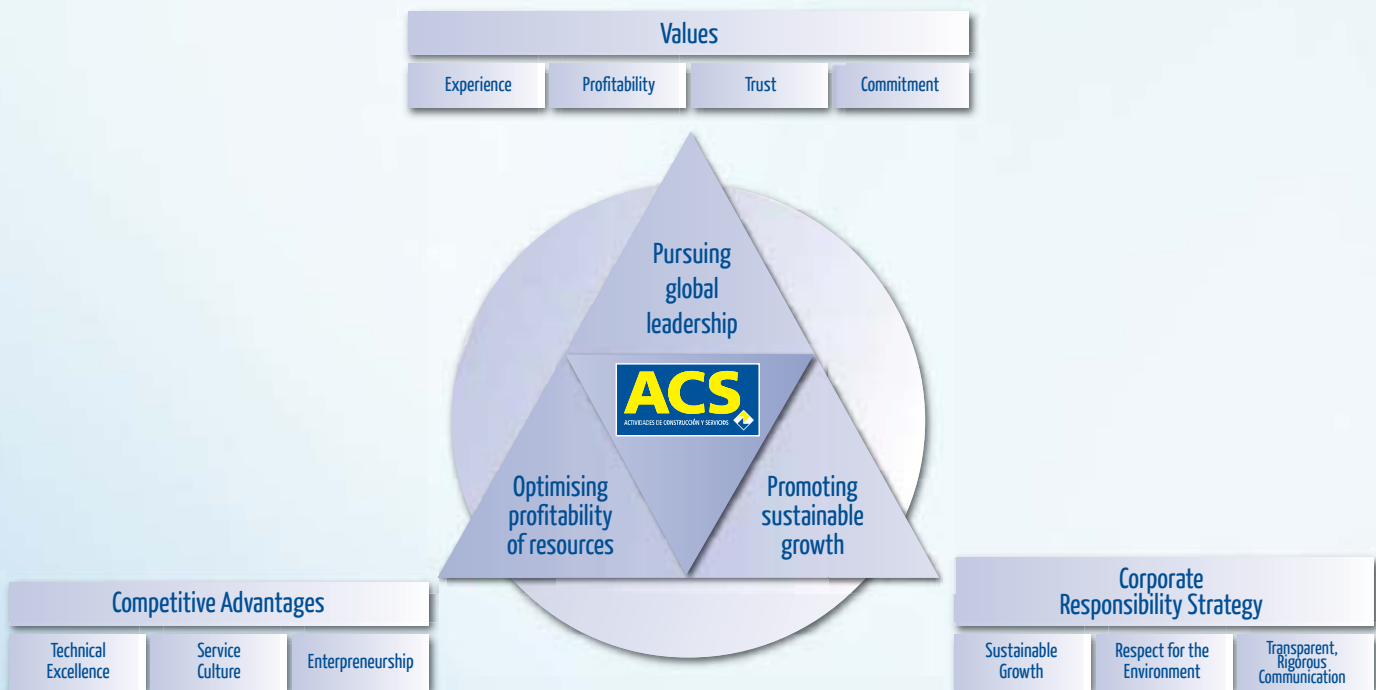 Values
Experience
Profitability
Trust
Commitment
Pursuing
global
leadership
ACS
ACTIVIDADES DE CONSTRUCCIÓN Y SERVICIOS
Optimising
profitability
of resources
Promoting
sustainable
growth
Competitive Advantages
Technical
Excellence
Service
Culture
Enterpreneurship
Corporate
Responsibility Strategy
Sustainable
Growth
Respect for the
Environment
Transparent,
Rigorous
Communication